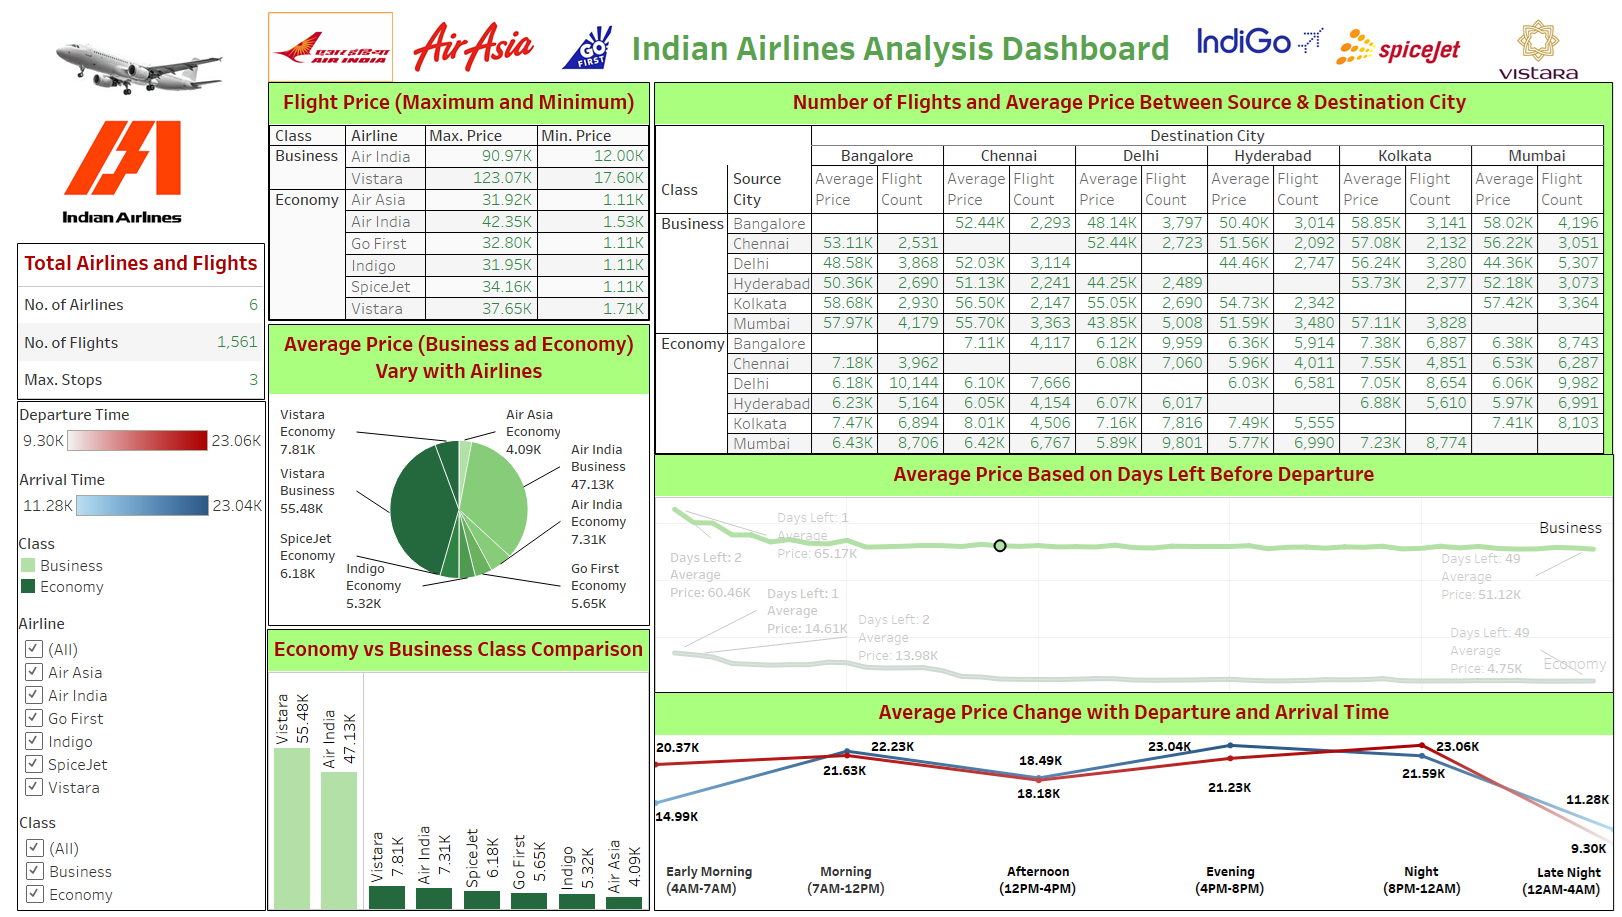 एअर इंडिया
AIR INDIA
AirAsia
GO
FIRST
Indian Airlines Analysis Dashboard
IndiGo
spiceJet
VISTARA
Indian Airlines
Total Airlines and Flights
No. of Airlines 6
No. of Flights 1,561
Max. Stops 3
Departure Time
9.30K 23.06K
Arrival Time
11.28K 23.04K
Class
Business
Economy
Airline
(All)
Air Asia
Air India
Go First
Indigo
SpiceJet
Vistara
Class
(All)
Business
Economy
Flight Price (Maximum and Minimum)
Class Airline Max. Price Min. Price
Business Air India 90.97K 12.00K
Vistara 123.07K 17.60K
Economy Air Asia 31.92K 1.11K
Air India 42.35K 1.53K
Go First 32.80K 1.11K
Indigo 31.95K 1.11K
SpiceJet 34.16K 1.11K
Vistara 37.65K 1.71K
Average Price (Business ad Economy)
Vary with Airlines
Vistara
Economy
7.81K
Air Asia
Economy
4.09K
Vistara
Business
55.48K
Air India
Business
47.13K
Air India
Economy
7.31K
SpiceJet
Economy
6.18K
Indigo
Economy
5.32K
Go First
Economy
5.65K
Economy vs Business Class Comparison
Vistara
55.48K
Air India
47.13K
Vistara
7.81K
Air India
7.31K
SpiceJet
6.18K
Go First
5.65K
Indigo
5.32K
Air Asia
4.09K
Number of Flights and Average Price Between Source & Destination City
Destination City
Bangalore Chennai Delhi Hyderabad Kolkata Mumbai
Class Source Average Flight Average Flight Average Flight Average Flight Average Flight Average Flight
City Price Count Price Count Price Count Price Count Price Count Price Count
Business Bangalore 52.44K 2,293 48.14K 3,797 50.40K 3,014 58.85K 3,141 58.02K 4,196
Chennai 53.11K 2,531 52.44K 2,723 51.56K 2,092 57.08K 2,132 56.22K 3,051
Delhi 48.58K 3,868 52.03K 3,114 44.46K 2,747 56.24K 3,280 44.36K 5,307
Hyderabad 50.36K 2,690 51.13K 2,241 44.25K 2,489 53.73K 2,377 52.18K 3,073
Kolkata 58.68K 2,930 56.50K 2,147 55.05K 2,690 54.73K 2,342 57.42K 3,364
Mumbai 57.97K 4,179 55.70K 3,363 43.85K 5,008 51.59K 3,480 57.11K 3,828
Economy Bangalore 7.11K 4,117 6.12K 9,959 6.36K 5,914 7.38K 6,887 6.38K 8,743
Chennai 7.18K 3,962 6.08K 7,060 5.96K 4,011 7.55K 4,851 6.53K 6,287
Delhi 6.18K 10,144 6.10K 7,666 6.03K 6,581 7.05K 8,654 6.06K 9,982
Hyderabad 6.23K 5,164 6.05K 4,154 6.07K 6,017 6.88K 5,610 5.97K 6,991
Kolkata 7.47K 6,894 8.01K 4,506 7.16K 7,816 7.49K 5,555 7.41K 8,103
Mumbai 6.43K 8,706 6.42K 6,767 5.89K 9,801 5.77K 6,990 7.23K 8,774
Average Price Based on Days Left Before Departure
Days Left: 1
Average
Price: 65.17K
Business
Days Left: 2
Average
Price: 60.46K
Days Left: 49
Average
Price: 51.12K
Days Left: 1
Average
Price: 14.61K
Days Left: 2
Average
Price: 13.98K
Days Left: 49
Average
Price: 4.75K
Economy
Average Price Change with Departure and Arrival Time
20.37K 22.23K 18.49K 23.04K 23.06K
21.63K 18.18K 21.23K 21.59K 11.28K
14.99K 9.30K
Early Morning Morning Afternoon Evening Night Late Night
(4AM-7AM) (7AM-12PM) (12PM-4PM) (4PM-8PM) (8PM-12AM) (12AM-4AM)